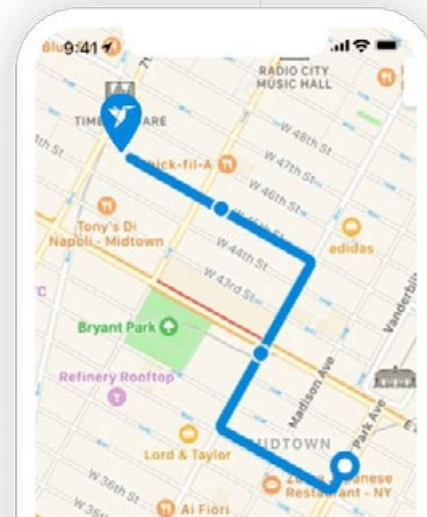 9:41
RADIO CITY
MUSIC HALL
W 48th St
W 47th St
W 46th St
W 44th St
W 43rd St
adidas
Tony's Di
Napoli - Midtown
Bryant Park
Refinery Rooftop
Lord & Taylor
Madison Ave
Park Ave
MIDTOWN
Restaurant - NY
W 36th St
Ai Fiori